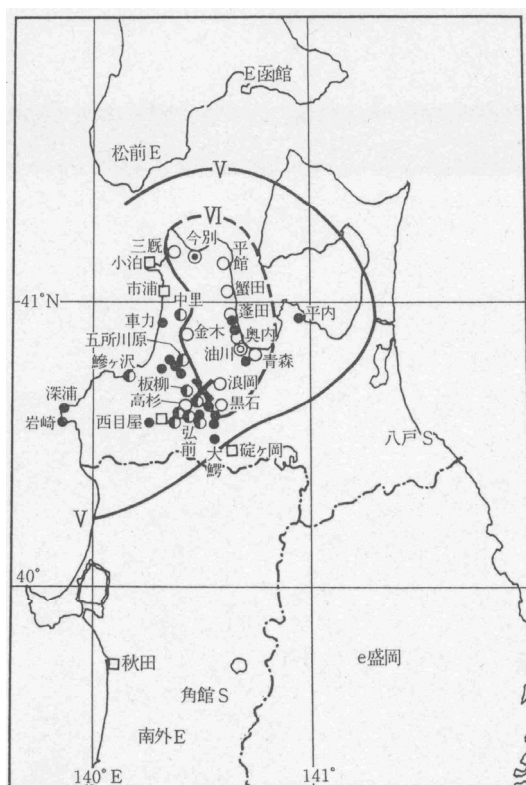 E函館
松前E
V
VI
三厩
今別
平館
小泊
蟹田
市浦
中里
41°N
蓬田
平内
車力
金木
奥内
五所川原
油川
青森
鰺ヶ沢
板柳
浪岡
深浦
高杉
黒石
岩崎
西目屋
弘前
大鰐
碇ヶ岡
八戸S
V
40°
秋田
e盛岡
角館S
南外E
140°E
141°